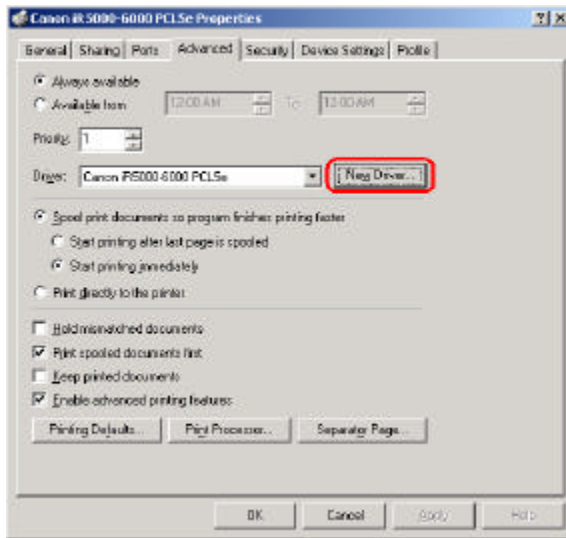 Canon iR5000-6000 PCL5e Properties
General Sharing Ports Advanced Security Device Settings Profile
Always available
Available from 12:00 AM To 12:00 AM
Priority: 1
Driver: Canon iR5000-6000 PCL5e New Driver...
Spool print documents so program finishes printing faster
Start printing after last page is spooled
Start printing immediately
Print directly to the printer
Hold mismatched documents
Print spooled documents first
Keep printed documents
Enable advanced printing features
Printing Defaults... Print Processor... Separator Page...
OK Cancel Apply Help